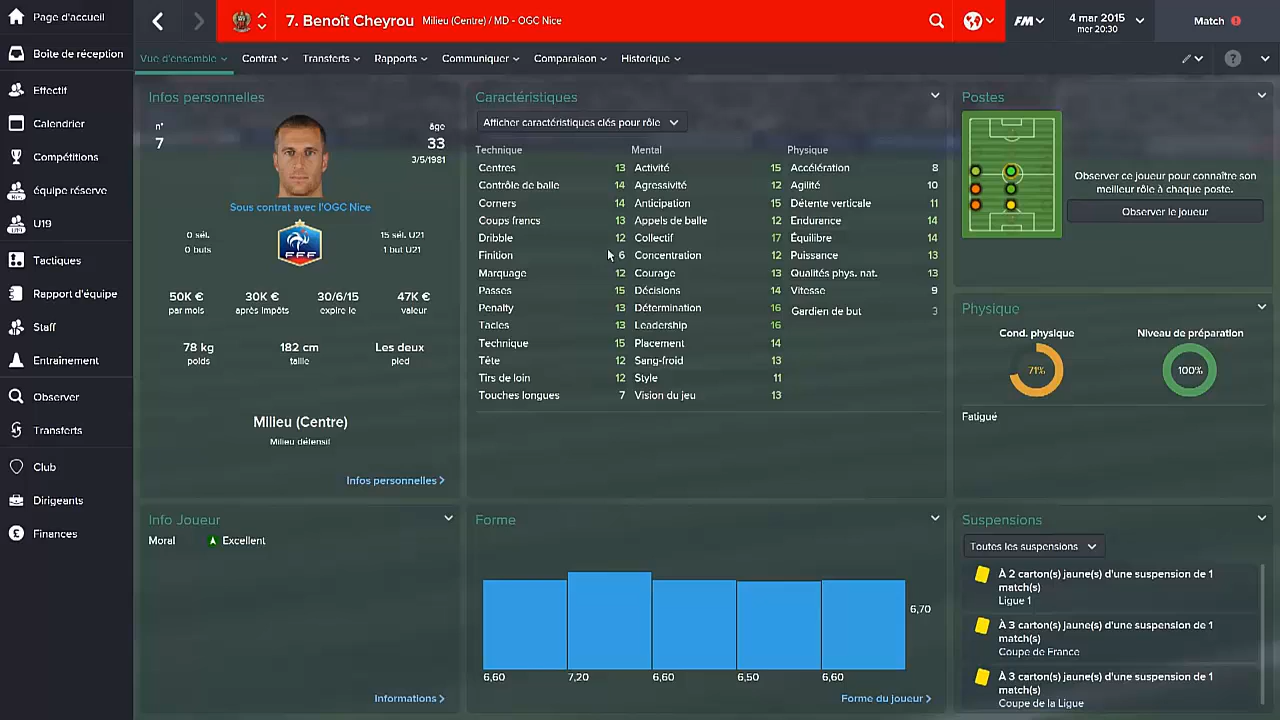 Page d'accueil
Boîte de réception
Effectif
Calendrier
Compétitions
équipe réserve
U19
Tactiques
Rapport d'équipe
Staff
Entraînement
Observer
Transferts
Club
Dirigeants
Finances
7. Benoît Cheyrou Milieu (Centre) / MD - OGC Nice
FM
4 mar 2015
mer 20:30
Match
Vue d'ensemble Contrat Transferts Rapports Communiquer Comparaison Historique
Infos personnelles
n°
7
âge
33
3/5/1981
Sous contrat avec l'OGC Nice
0 sél.
0 buts
FFF
15 sél. U21
1 but U21
50K € 30K € 30/6/15 47K €
par mois après impôts expire le valeur
78 kg 182 cm Les deux
poids taille pied
Milieu (Centre)
Milieu défensif
Infos personnelles
Caractéristiques
Afficher caractéristiques clés pour rôle
Technique Mental Physique
Centres 13 Activité 15 Accélération 8
Contrôle de balle 14 Agressivité 12 Agilité 10
Corners 14 Anticipation 15 Détente verticale 11
Coups francs 13 Appels de balle 12 Endurance 14
Dribble 12 Collectif 17 Équilibre 14
Finition 6 Concentration 12 Puissance 13
Marquage 12 Courage 13 Qualités phys. nat. 13
Passes 15 Décisions 14 Vitesse 9
Penalty 13 Détermination 16 Gardien de but 3
Tacles 13 Leadership 16
Technique 15 Placement 14
Tête 12 Sang-froid 13
Tirs de loin 12 Style 11
Touches longues 7 Vision du jeu 13
Postes
Observer ce joueur pour connaître son
meilleur rôle à chaque poste.
Observer le joueur
Physique
Cond. physique Niveau de préparation
71% 100%
Fatigué
Info Joueur
Moral Excellent
Informations
Forme
6,70
6,60 7,20 6,60 6,50 6,60
Forme du joueur
Suspensions
Toutes les suspensions
À 2 carton(s) jaune(s) d'une suspension de 1
match(s)
Ligue 1
À 3 carton(s) jaune(s) d'une suspension de 1
match(s)
Coupe de France
À 3 carton(s) jaune(s) d'une suspension de 1
match(s)
Coupe de la Ligue